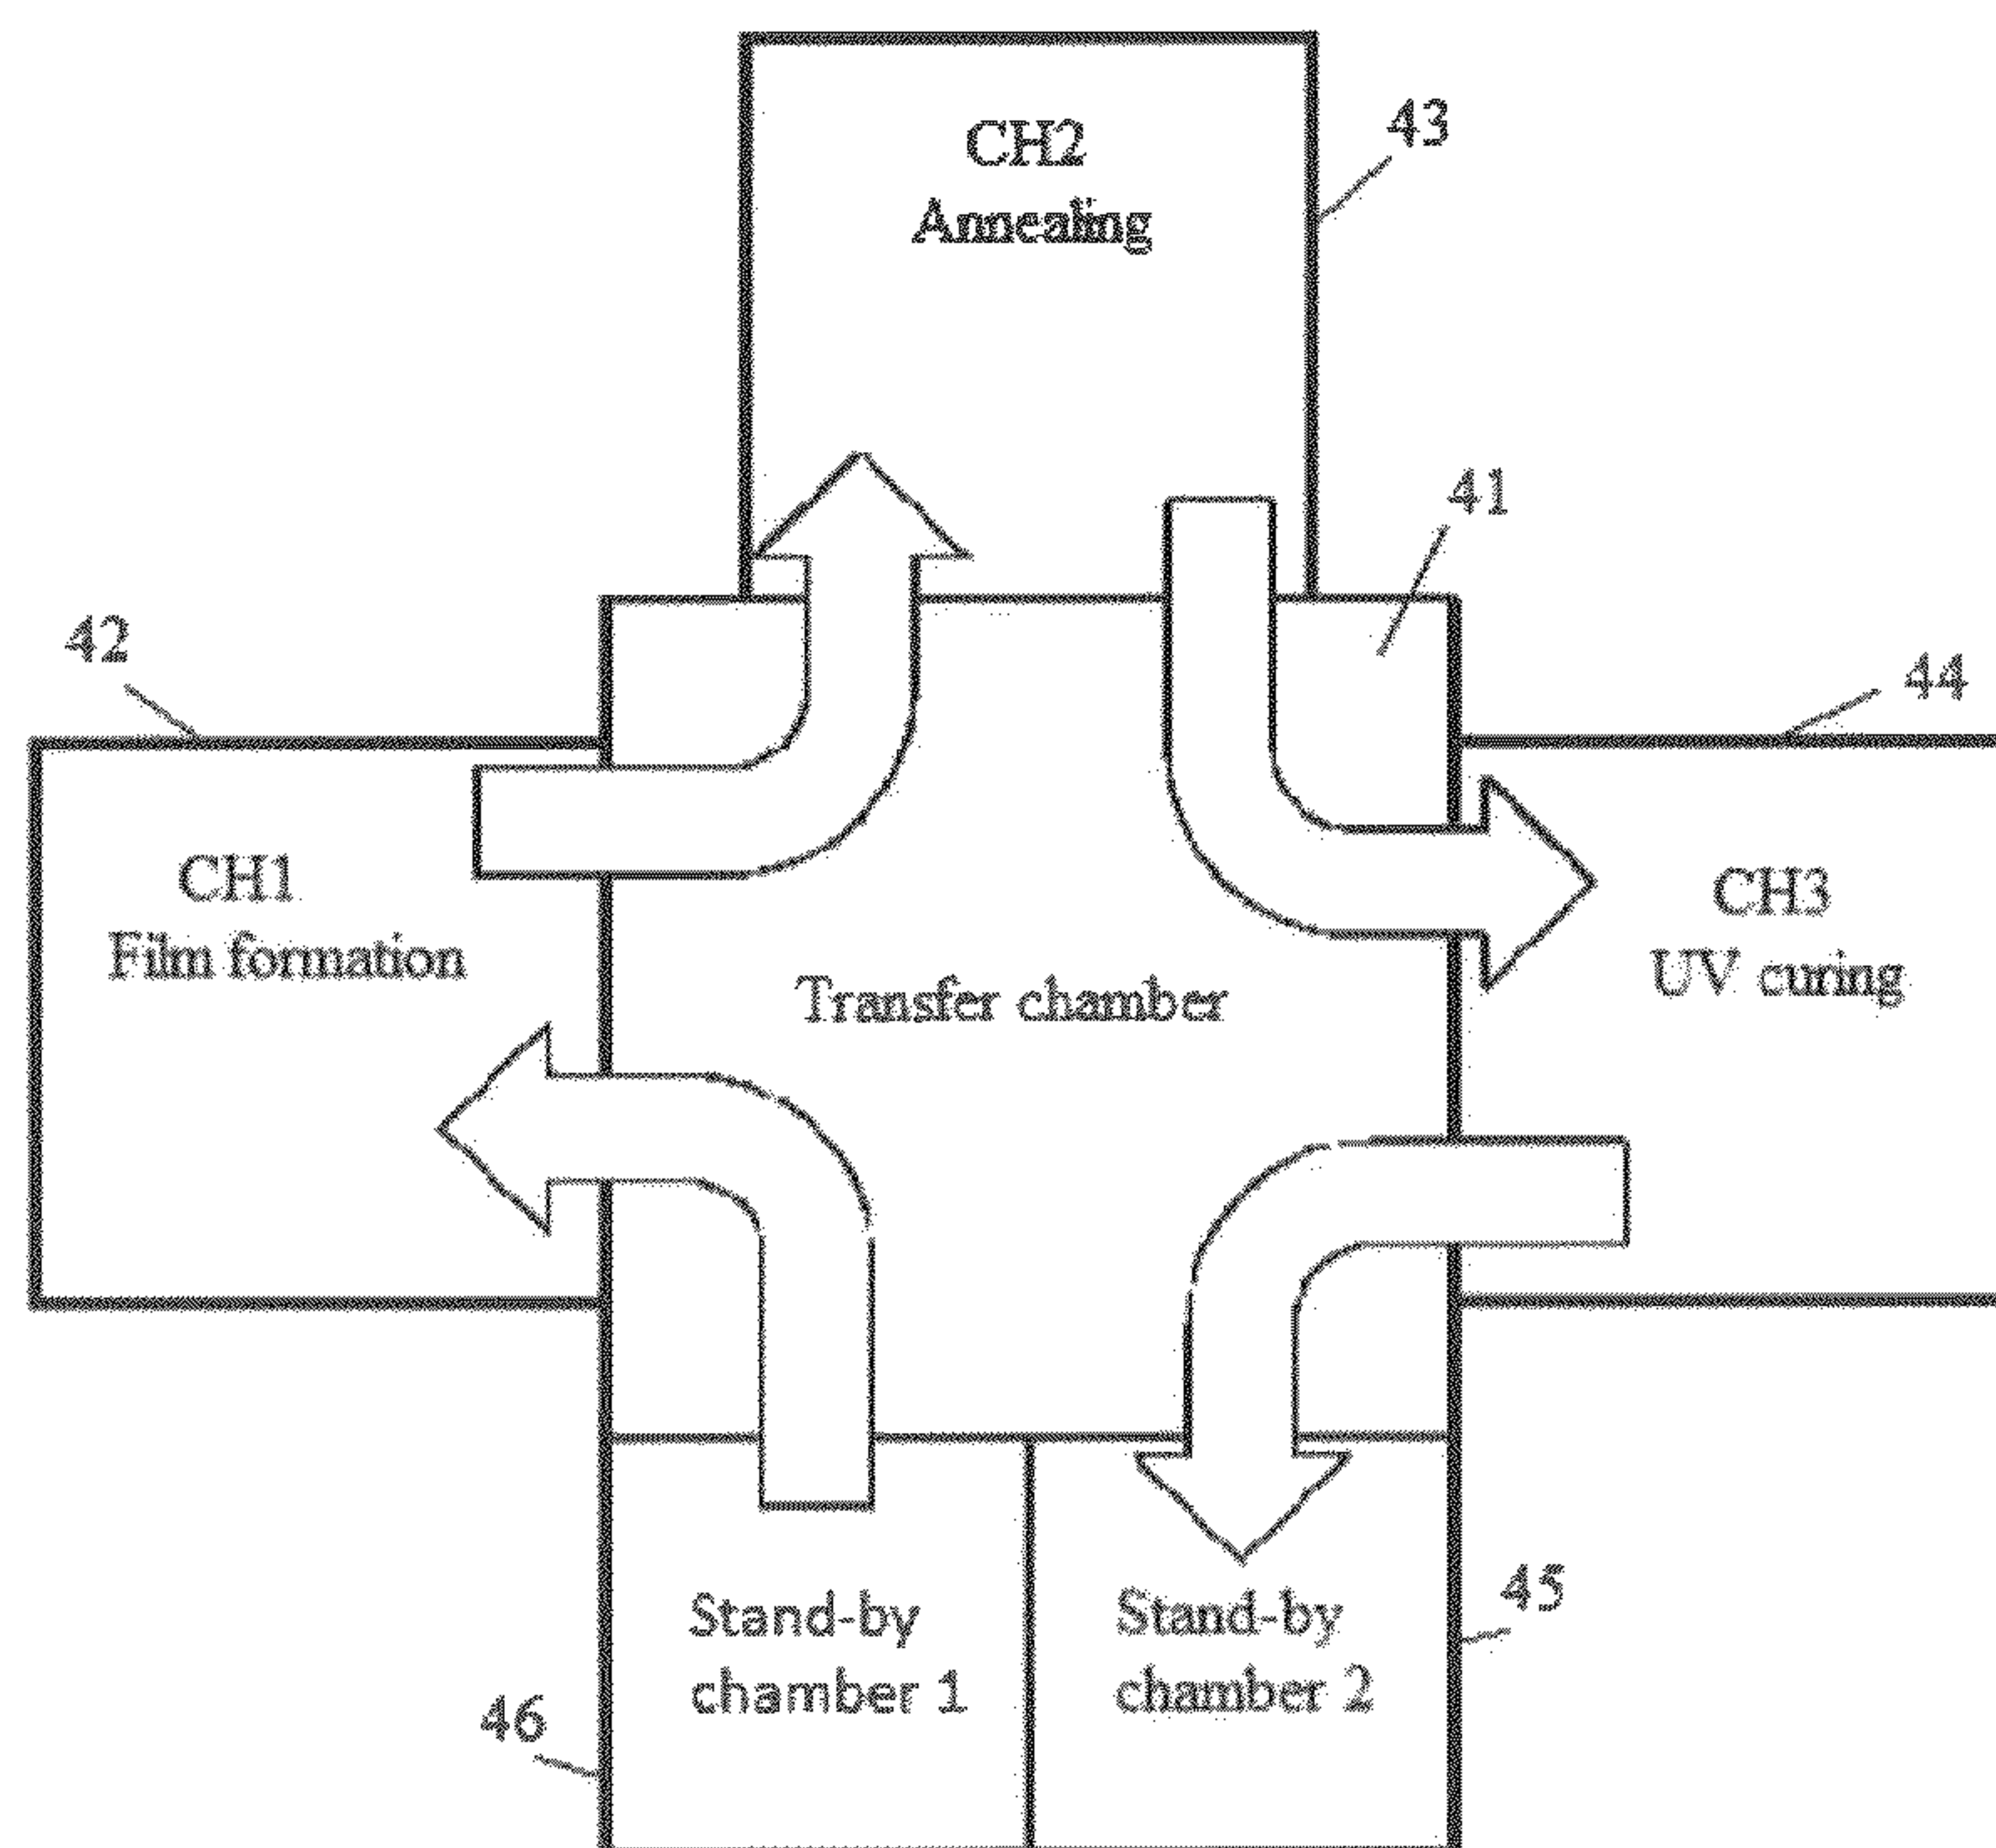 CH2
Annealing
43
41
42
44
CH1
Film formation
CH3
UV curing
Transfer chamber
Stand-by
chamber 1
Stand-by
chamber 2
45
46